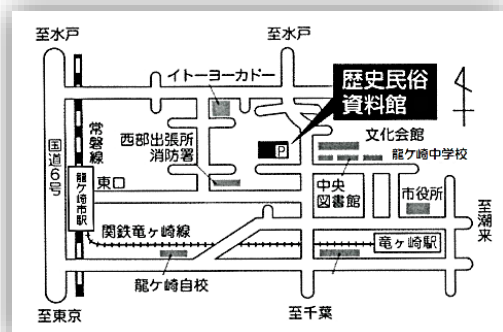 至水戸
至水戸
イトーヨーカドー
歴史民俗
資料館
文化会館
西部出張所
消防署
P
龍ケ崎中学校
常磐線
国道6号
龍ケ崎市駅
東口
中央
図書館
市役所
至潮来
関鉄竜ヶ崎線
竜ヶ崎駅
龍ケ崎自校
至東京
至千葉